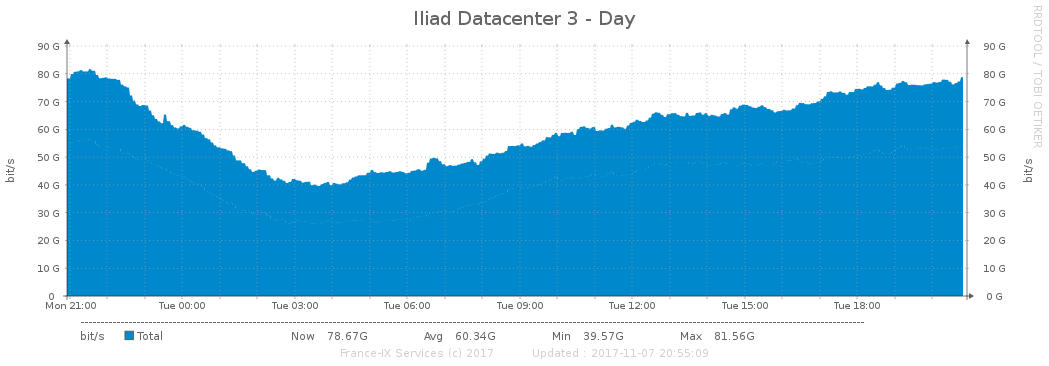 Iliad Datacenter 3 - Day
RRDTOOL / TOBI OETIKER
90 G 90 G
80 G 80 G
70 G 70 G
60 G 60 G
50 G 50 G
40 G 40 G
30 G 30 G
20 G 20 G
10 G 10 G
0 0 G
bit/s bit/s
Mon 21:00 Tue 00:00 Tue 03:00 Tue 06:00 Tue 09:00 Tue 12:00 Tue 15:00 Tue 18:00
bit/s Total Now 78.67G Avg 60.34G Min 39.57G Max 81.56G
France-IX Services (c) 2017 Updated : 2017-11-07 20:55:09